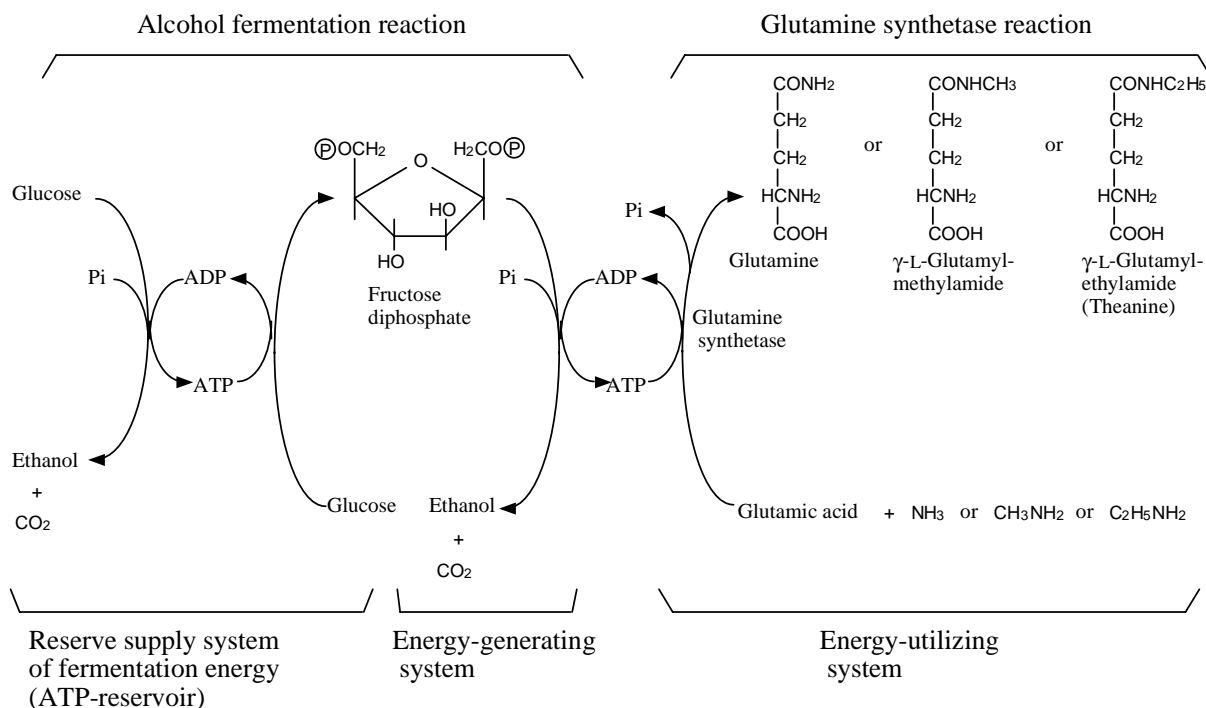 Alcohol fermentation reaction
Glutamine synthetase reaction
Glucose
Pi
ADP
ATP
Ethanol
+
CO2
Glucose
POCH2
O
H2COP
HO
HO
Fructose
diphosphate
Pi
ADP
ATP
Ethanol
+
CO2
Pi
Glutamine
synthetase
CONH2
CH2
CH2
HCNH2
COOH
Glutamine
or
CONHCH3
CH2
CH2
HCNH2
COOH
γ-L-Glutamyl-
methylamide
or
CONHC2H5
CH2
CH2
HCNH2
COOH
γ-L-Glutamyl-
ethylamide
(Theanine)
Glutamic acid + NH3 or CH3NH2 or C2H5NH2
Reserve supply system
of fermentation energy
(ATP-reservoir)
Energy-generating
system
Energy-utilizing
system